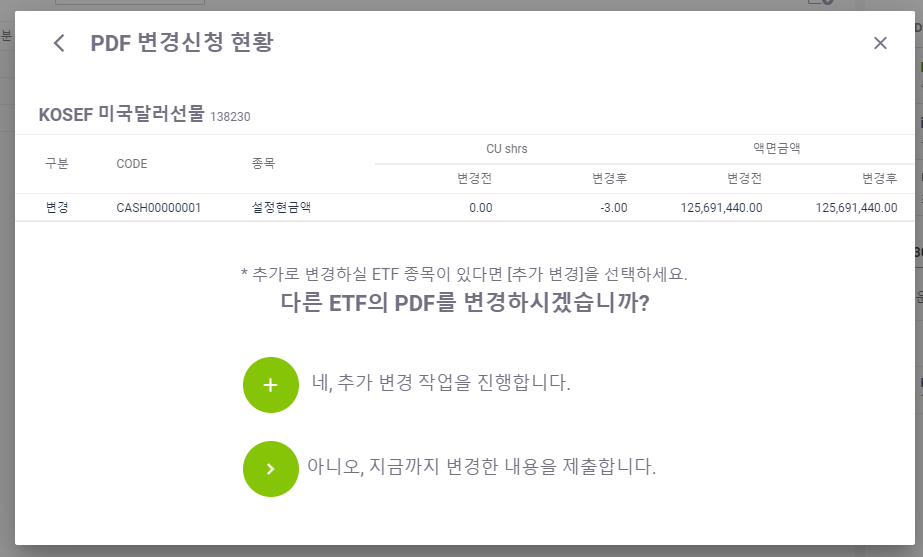 PDF 변경신청 현황
KOSEF 미국달러선물 138230
구분 CODE 종목 CU shrs 액면금액
변경전 변경후 변경전 변경후
변경 CASH00000001 설정현금액 0.00 -3.00 125,691,440.00 125,691,440.00
* 추가로 변경하실 ETF 종목이 있다면 [추가 변경]을 선택하세요.
다른 ETF의 PDF를 변경하시겠습니까?
네, 추가 변경 작업을 진행합니다.
아니오, 지금까지 변경한 내용을 제출합니다.